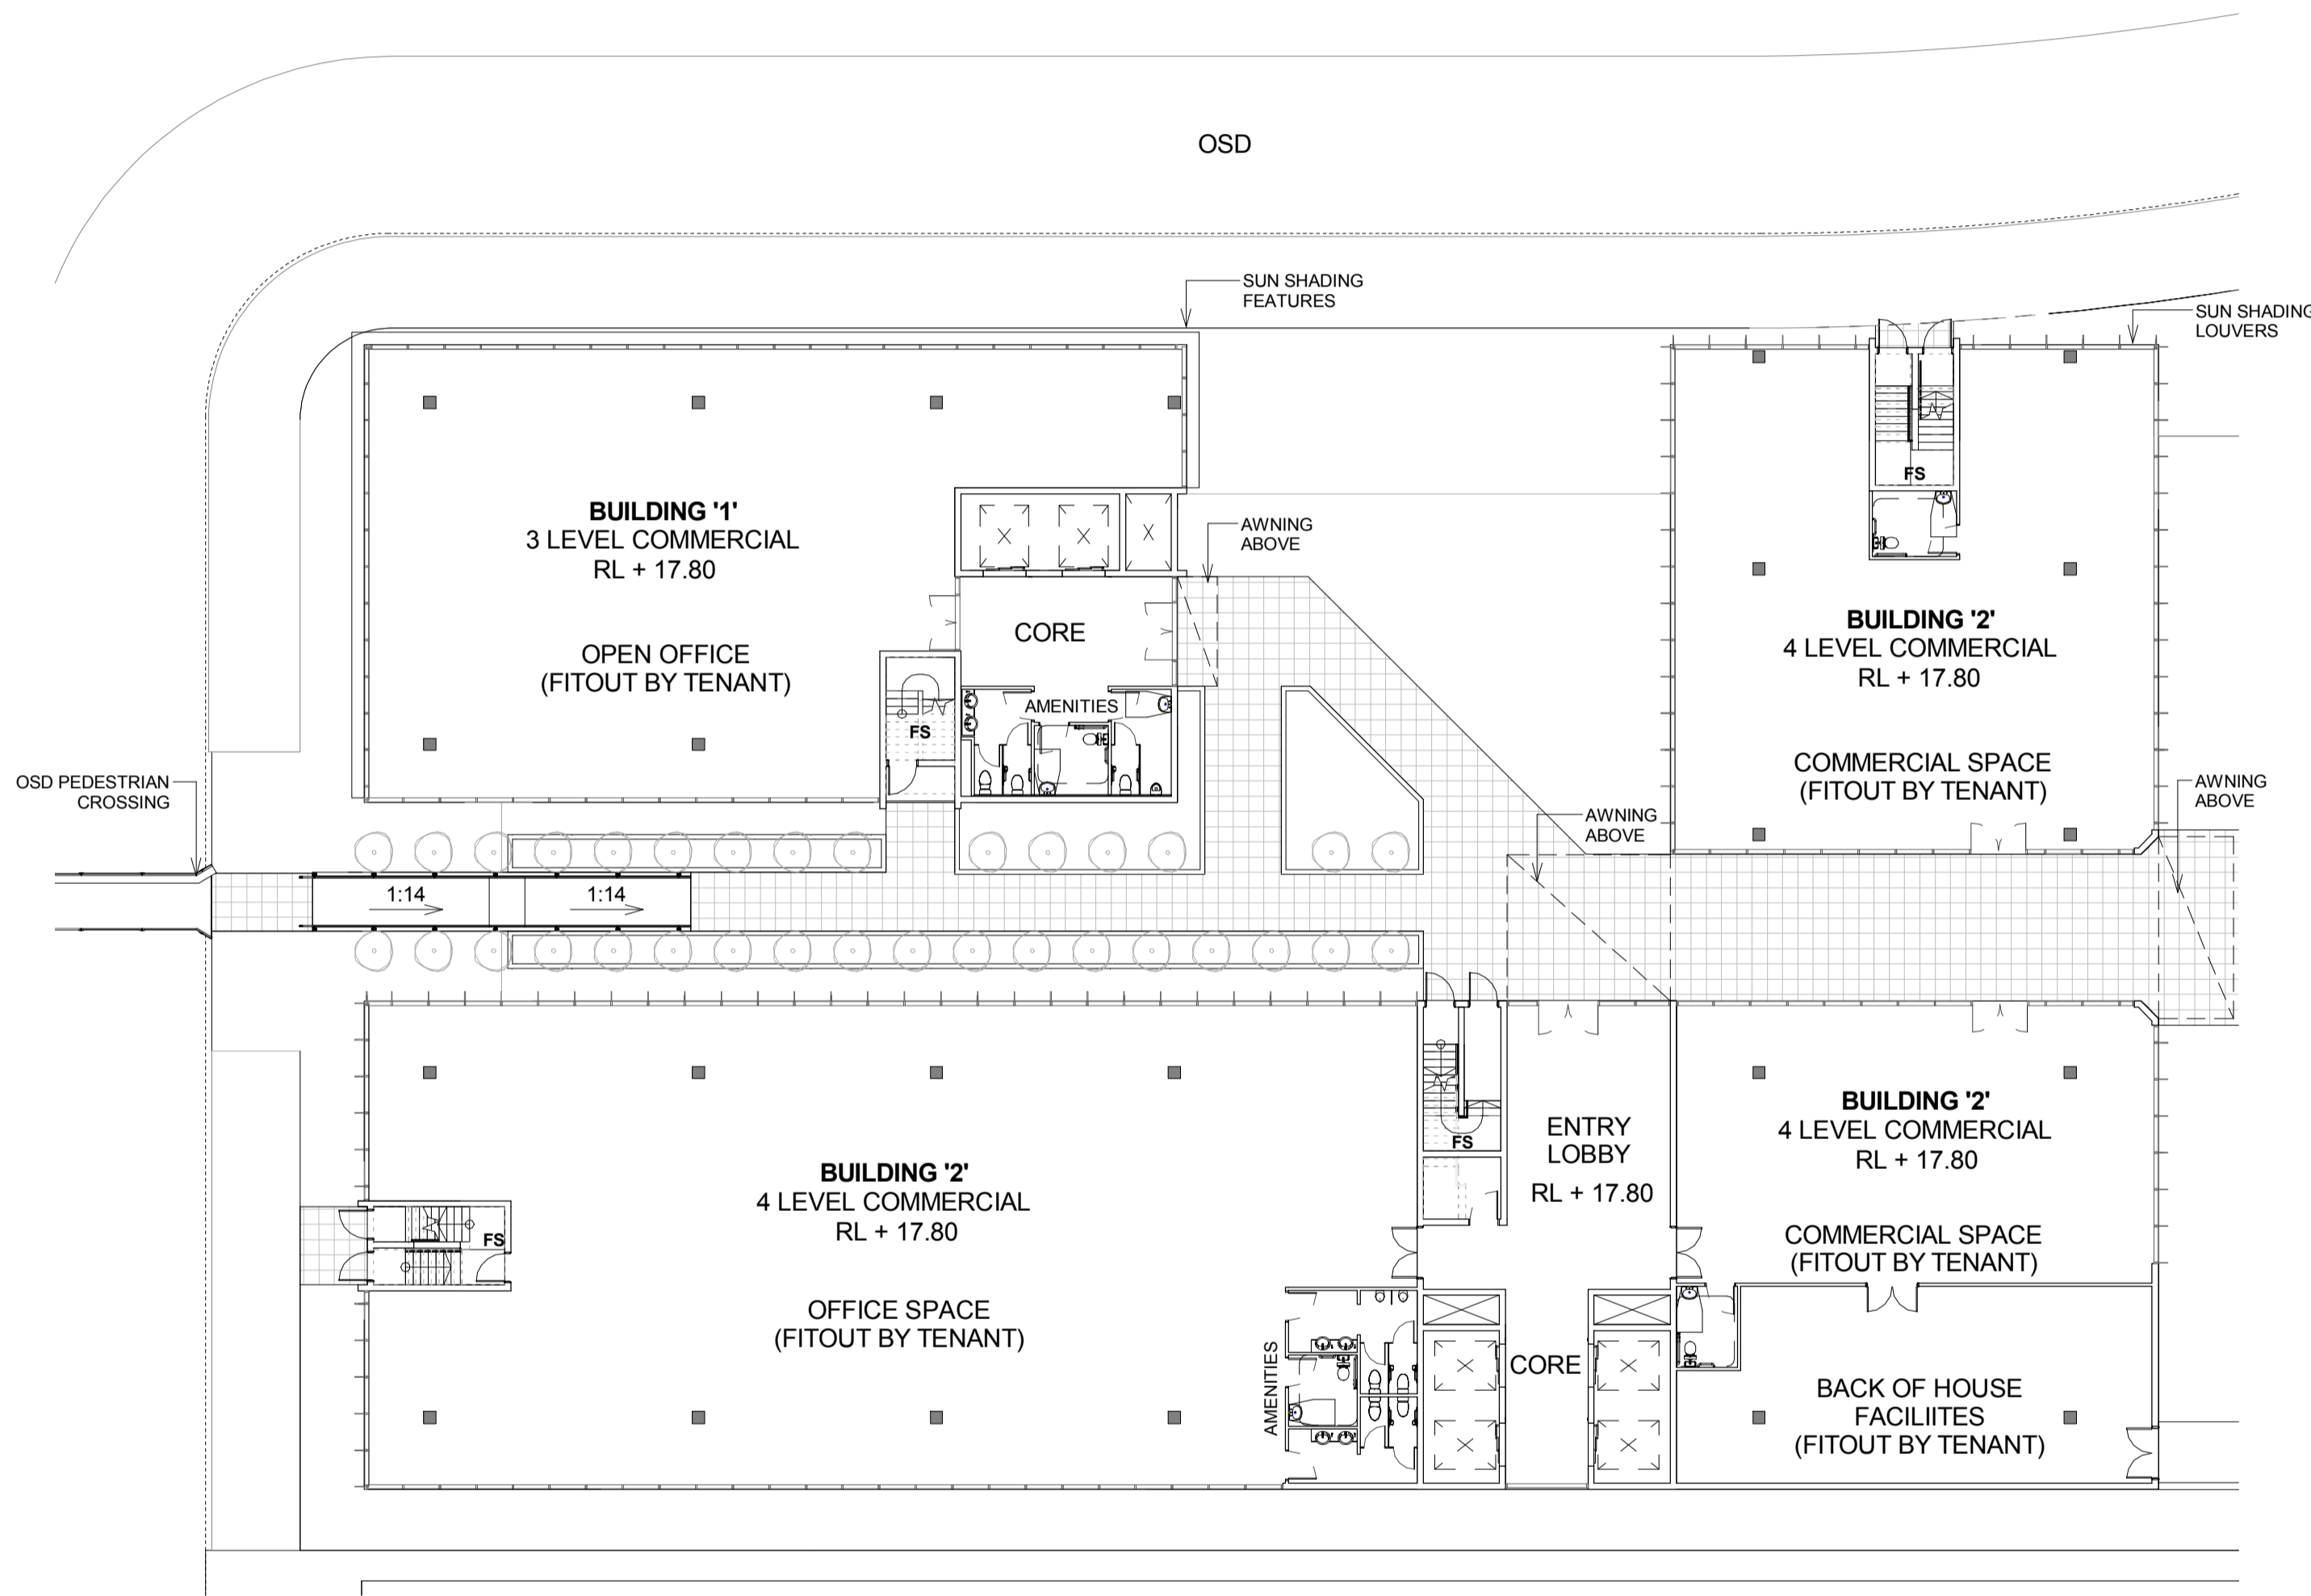 OSD
SUN SHADING
FEATURES
SUN SHADING
LOUVERS
BUILDING '1'
3 LEVEL COMMERCIAL
RL + 17.80
OPEN OFFICE
(FITOUT BY TENANT)
FS
CORE
AMENITIES
AWNING
ABOVE
FS
BUILDING '2'
4 LEVEL COMMERCIAL
RL + 17.80
COMMERCIAL SPACE
(FITOUT BY TENANT)
AWNING
ABOVE
AWNING
ABOVE
OSD PEDESTRIAN
CROSSING
1:14
1:14
BUILDING '2'
4 LEVEL COMMERCIAL
RL + 17.80
OFFICE SPACE
(FITOUT BY TENANT)
FS
AMENITIES
FS
ENTRY
LOBBY
RL + 17.80
CORE
BUILDING '2'
4 LEVEL COMMERCIAL
RL + 17.80
COMMERCIAL SPACE
(FITOUT BY TENANT)
BACK OF HOUSE
FACILIITES
(FITOUT BY TENANT)